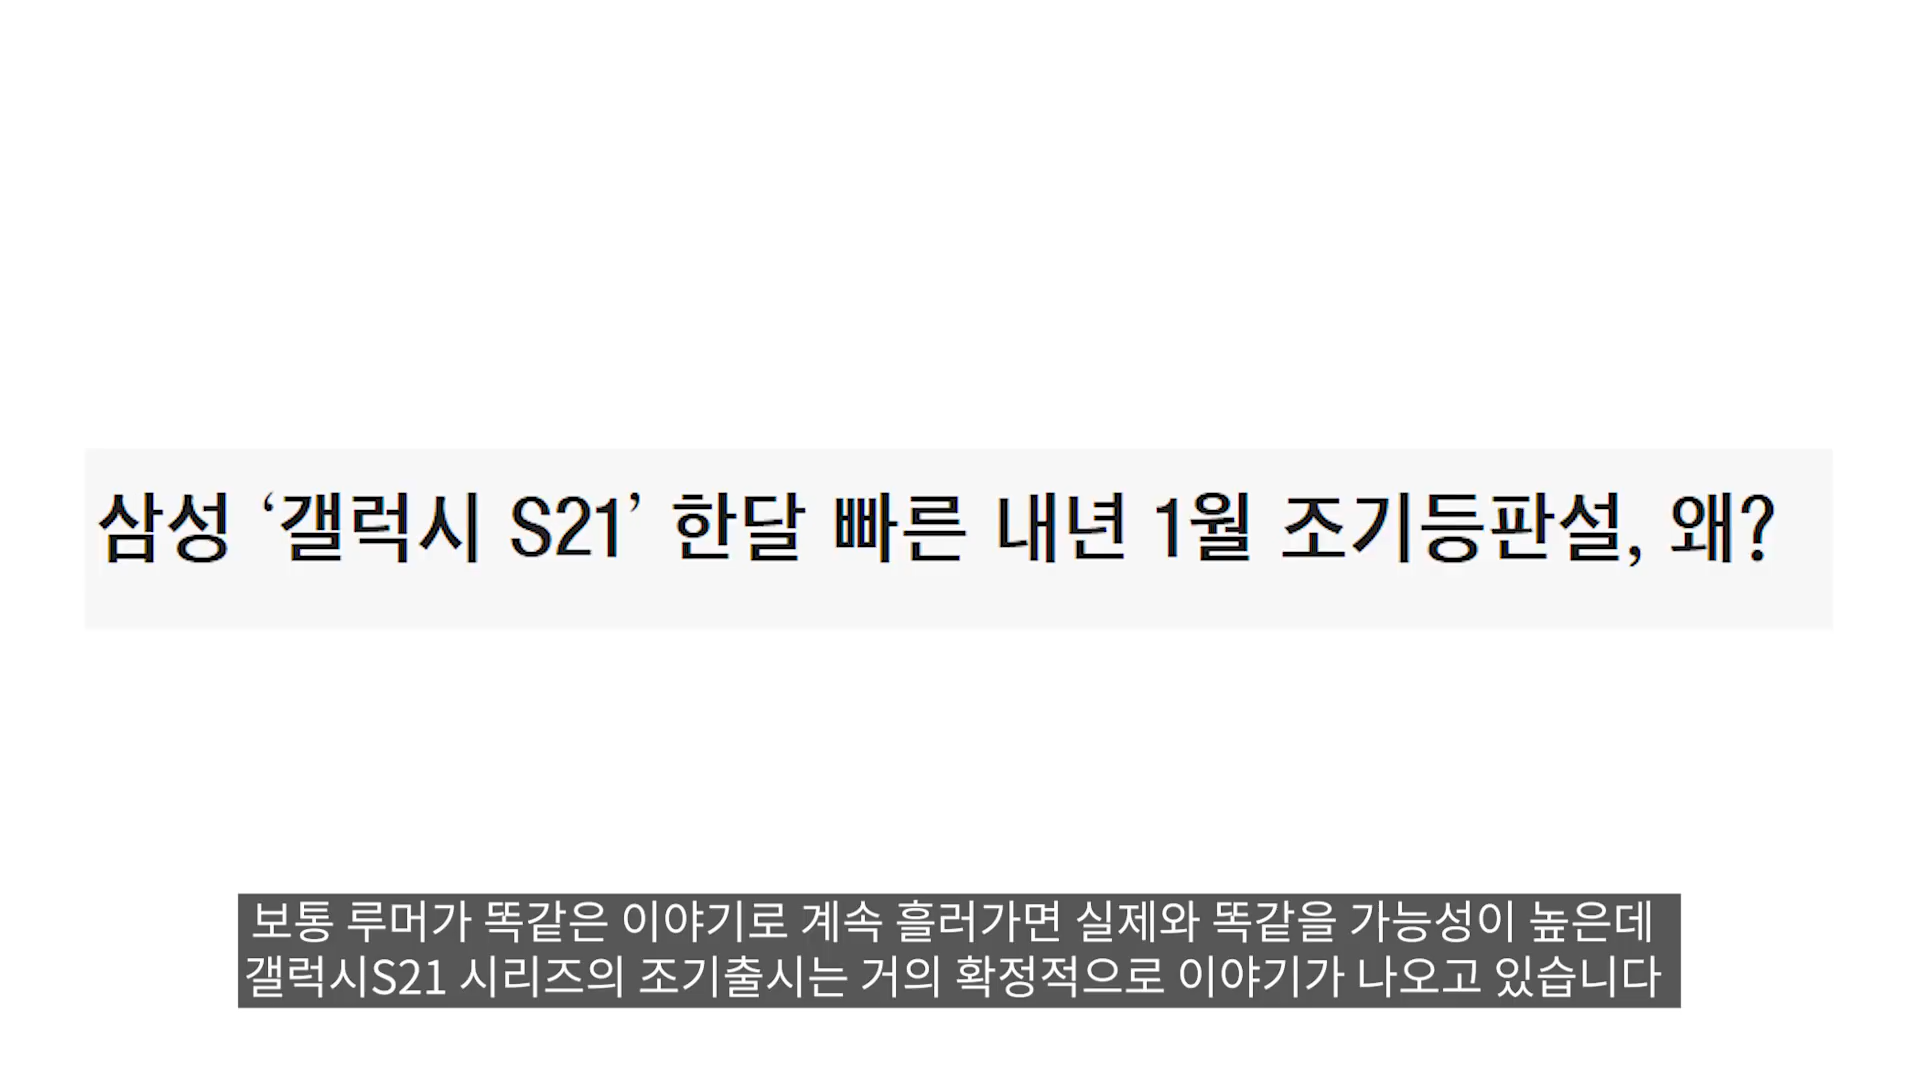 삼성 ‘갤럭시 S21’ 한달 빠른 내년 1월 조기등판설, 왜?
보통 루머가 똑같은 이야기로 계속 흘러가면 실제와 똑같을 가능성이 높은데
갤럭시S21 시리즈의 조기출시는 거의 확정적으로 이야기가 나오고 있습니다